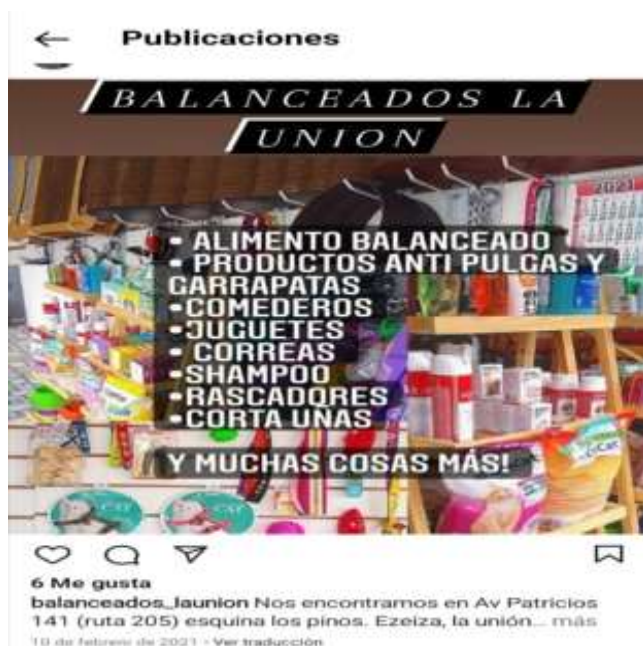 Publicaciones
BALANCEADOS LA
UNION
2021
• ALIMENTO BALANCEADO
• PRODUCTOS ANTI PULGAS Y
GARRAPATAS
•COMEDEROS
•JUGUETES
• CORREAS
•SHAMPOO
•RASCADORES
•CORTA UÑAS
Y MUCHAS COSAS MÁS!
CAT
CAT
6 Me gusta
balanceados_launion Nos encontramos en Av Patricios
141 (ruta 205) esquina los pinos. Ezeiza, la unión... más
10 de febrero de 2021 · Ver traducción